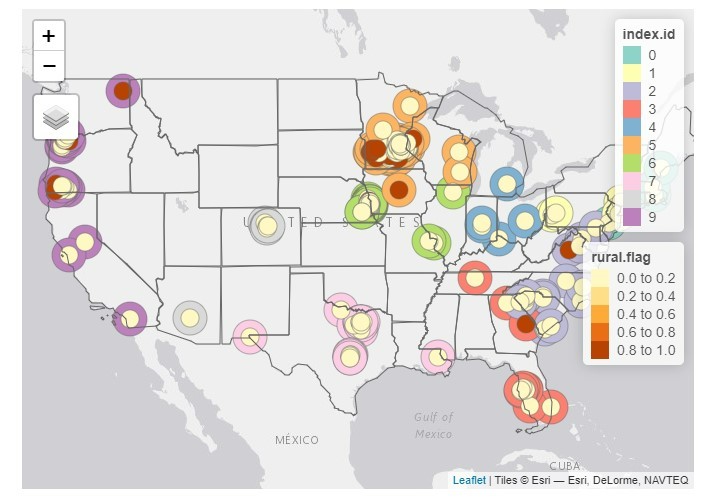 +
−
index.id
0
1
2
3
4
5
6
7
8
9
UNITED STATES
rural.flag
0.0 to 0.2
0.2 to 0.4
0.4 to 0.6
0.6 to 0.8
0.8 to 1.0
Gulf of
Mexico
MÉXICO
CUBA
Leaflet | Tiles © Esri — Esri, DeLorme, NAVTEQ